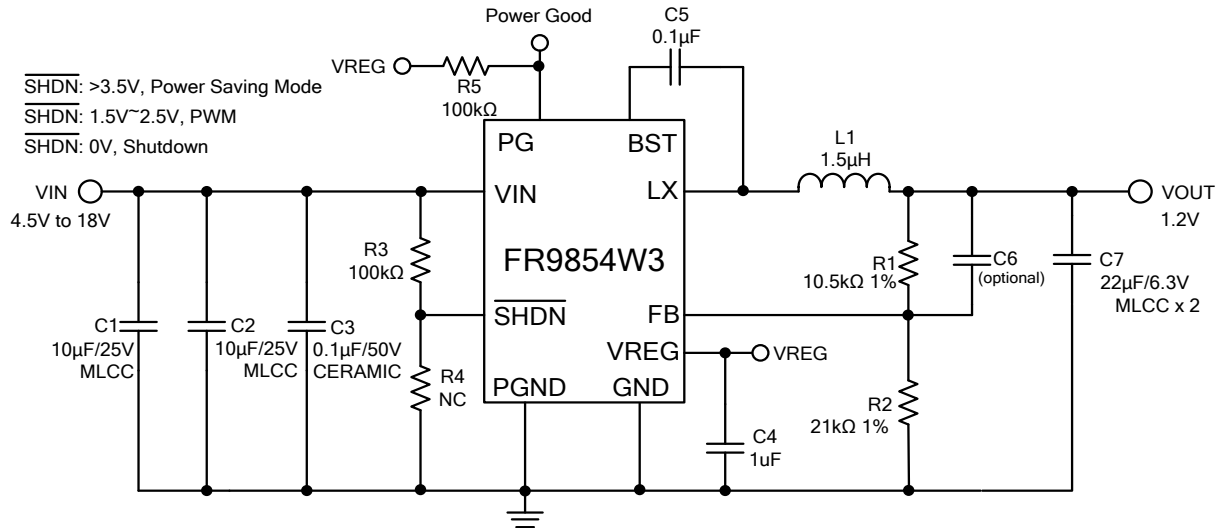 Power Good
C5
0.1µF
VREG
R5
100kΩ
SHDN: >3.5V, Power Saving Mode
SHDN: 1.5V~2.5V, PWM
SHDN: 0V, Shutdown
PG
BST
L1
1.5µH
VIN
4.5V to 18V
VIN
LX
VOUT
1.2V
R3
100kΩ
FR9854W3
R1
10.5kΩ 1%
C6
(optional)
C7
22µF/6.3V
MLCC x 2
C1
10µF/25V
MLCC
C2
10µF/25V
MLCC
C3
0.1µF/50V
CERAMIC
SHDN
FB
VREG
VREG
R4
NC
PGND
GND
R2
21kΩ 1%
C4
1uF